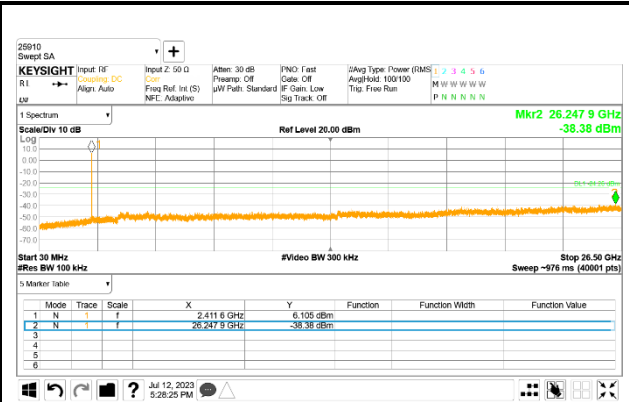 25910
Swept SA
KEYSIGHT
Input: RF
Input Z: 50 Ω
Atten: 30 dB
PNO: Fast
#Avg Type: Power (RMS
1 2 3 4 5 6
Coupling: DC
Corr
Preamp: Off
Gate: Off
Avg|Hold: 100/100
M W W W W W
Align: Auto
Freq Ref: Int (S)
µW Path: Standard
IF Gain: Low
Trig: Free Run
NFE: Adaptive
Sig Track: Off
P N N N N N
1 Spectrum
Mkr2 26.247 9 GHz
Scale/Div 10 dB
Ref Level 20.00 dBm
-38.38 dBm
Log
10.0
0.00
-10.0
-20.0
-30.0
-40.0
-50.0
-60.0
-70.0
Start 30 MHz
#Video BW 300 kHz
Stop 26.50 GHz
#Res BW 100 kHz
Sweep ~976 ms (40001 pts)
5 Marker Table
Mode Trace Scale X Y Function Function Width Function Value
1 N 1 f 2.411 6 GHz 6.105 dBm
2 N 1 f 26.247 9 GHz -38.38 dBm
3
4
5
6
?
Jul 12, 2023
5:28:25 PM